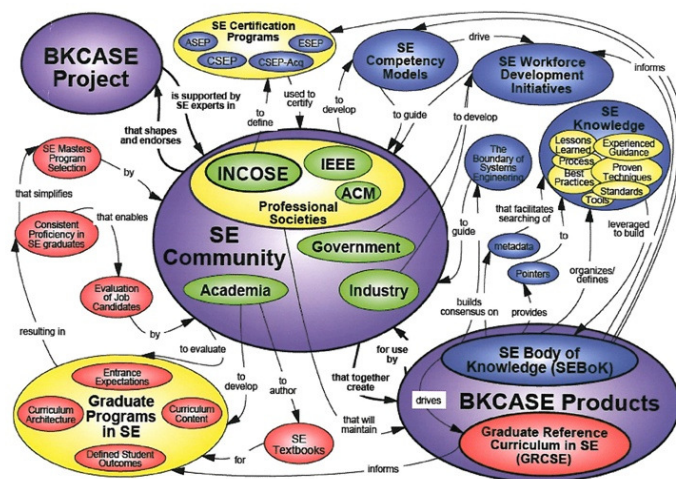 SE Certification
Programs
ASEP
ESEP
CSEP
CSEP-Acq
BKCASE
Project
SE
Competency
Models
drive
SE Workforce
Development
Initiatives
informs
is supported by
SE experts in
used to
certify
to
develop
to guide
to develop
to
define
that shapes
and endorses
SE Knowledge
Lessons
Learned
Experienced
Guidance
Process
Best
Practices
Proven
Techniques
Standards
Tools
SE Masters
Program
Selection
by
that simplifies
INCOSE
IEEE
ACM
Professional
Societies
The
Boundary
of Systems
Engineering
that facilitates
searching of
leveraged
to build
Consistent
Proficiency in
SE graduates
that enables
SE
Community
Government
to
guide
metadata
to
Pointers
organizes/
defines
Evaluation
of Job
Candidates
Academia
Industry
by
builds
consensus on
provides
resulting in
to evaluate
for use
by
SE Body of
Knowledge (SEBoK)
Entrance
Expectations
to
develop
to
author
that together
create
BKCASE Products
Curriculum
Architecture
Graduate
Programs
in SE
Curriculum
Content
drives
that will
maintain
Graduate Reference
Curriculum in SE
(GRCSE)
Defined Student
Outcomes
for
SE
Textbooks
informs